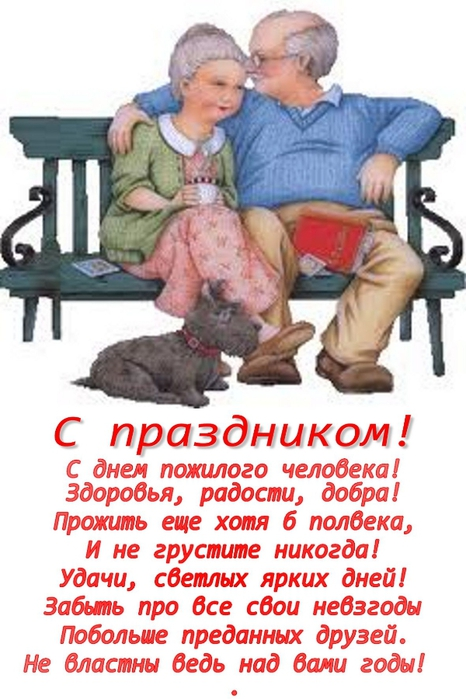 С праздником!
С днем пожилого человека!
Здоровья, радости, добра!
Прожить еще хотя б полвека,
И не грустите никогда!
Удачи, светлых ярких дней!
Забыть про все свои невзгоды
Побольше преданных друзей.
Не властны ведь над вами годы!
.